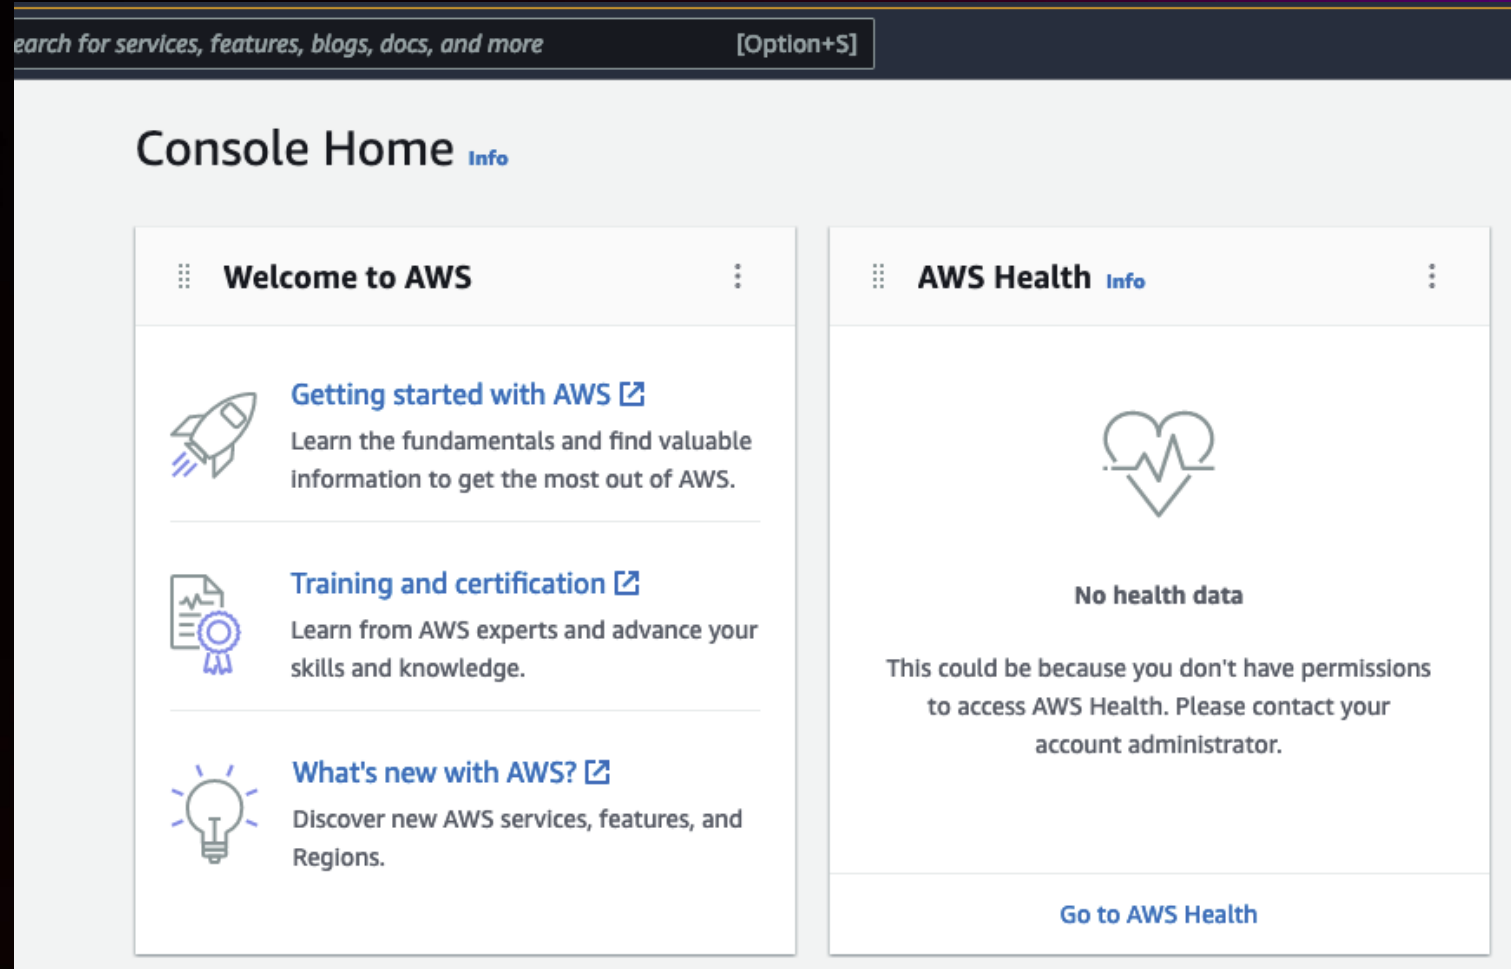 earch for services, features, blogs, docs, and more [Option+S]
Console Home Info
Welcome to AWS
Getting started with AWS
Learn the fundamentals and find valuable
information to get the most out of AWS.
Training and certification
Learn from AWS experts and advance your
skills and knowledge.
What's new with AWS?
Discover new AWS services, features, and
Regions.
AWS Health Info
No health data
This could be because you don't have permissions
to access AWS Health. Please contact your
account administrator.
Go to AWS Health